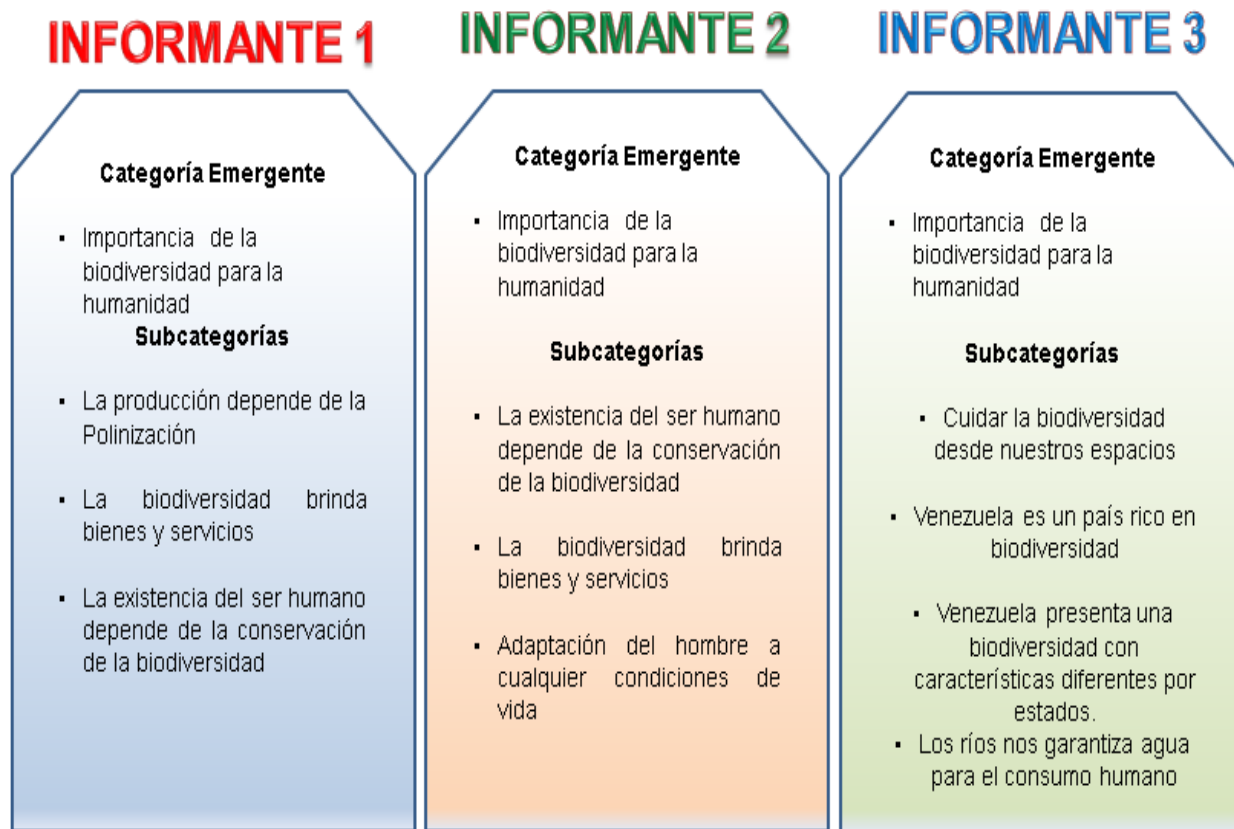 INFORMANTE 1
Categoría Emergente
▪ Importancia de la
biodiversidad para la
humanidad
Subcategorías
▪ La producción depende de la
Polinización
▪ La biodiversidad brinda
bienes y servicios
▪ La existencia del ser humano
depende de la conservación
de la biodiversidad
INFORMANTE 2
Categoría Emergente
▪ Importancia de la
biodiversidad para la
humanidad
Subcategorías
▪ La existencia del ser humano
depende de la conservación
de la biodiversidad
▪ La biodiversidad brinda
bienes y servicios
▪ Adaptación del hombre a
cualquier condiciones de
vida
INFORMANTE 3
Categoría Emergente
▪ Importancia de la
biodiversidad para la
humanidad
Subcategorías
▪ Cuidar la biodiversidad
desde nuestros espacios
▪ Venezuela es un país rico en
biodiversidad
▪ Venezuela presenta una
biodiversidad con
características diferentes por
estados.
▪ Los ríos nos garantiza agua
para el consumo humano